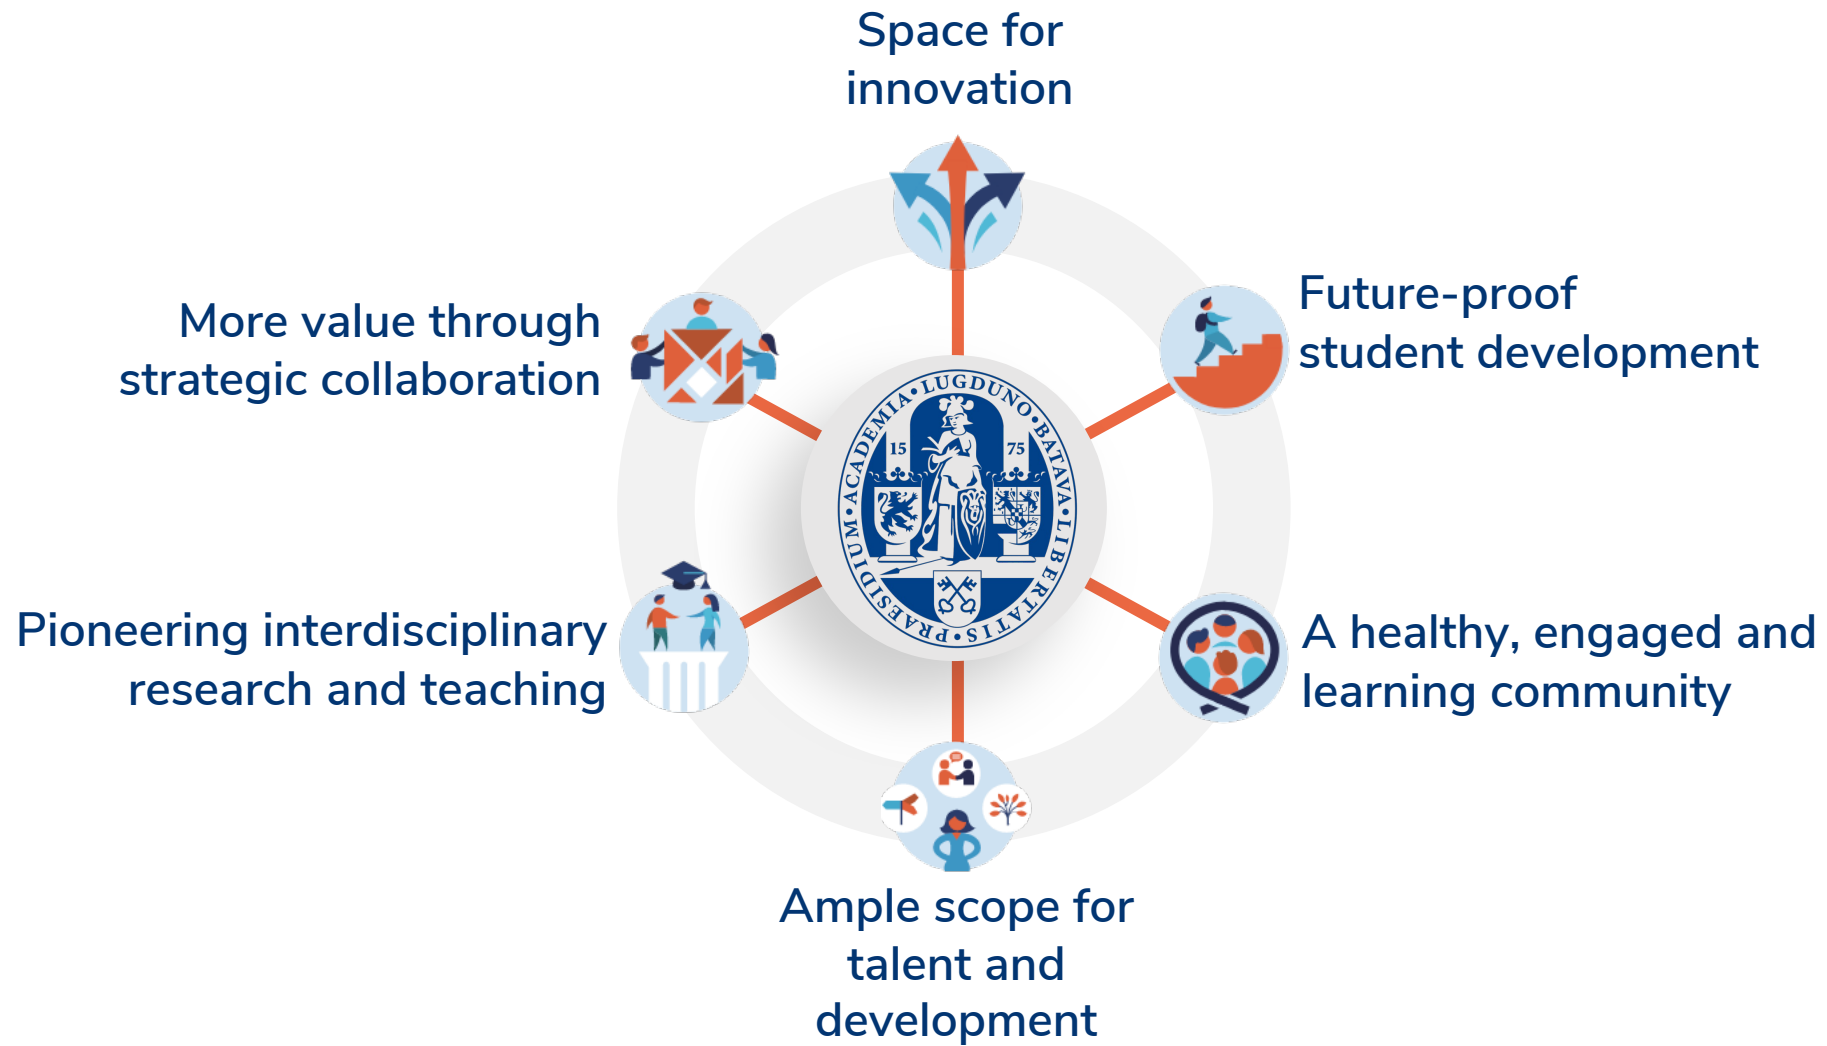 Space for
innovation
Future-proof
student development
A healthy, engaged and
learning community
Ample scope for
talent and
development
Pioneering interdisciplinary
research and teaching
More value through
strategic collaboration
ACADEMIA • LUGDUNO • BATAVA • LIBERTATIS • PRAESIDIUM •
15 75